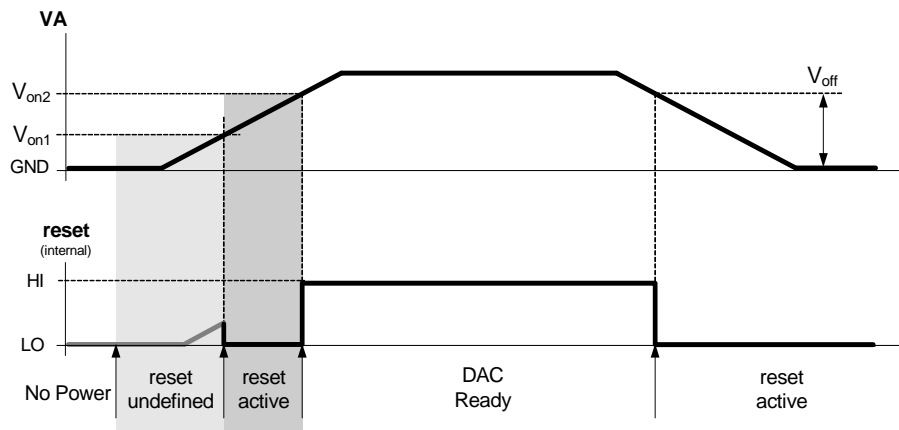 VA
Von2
Von1
GND
Voff
reset
(internal)
HI
LO
No Power
reset
undefined
reset
active
DAC
Ready
reset
active